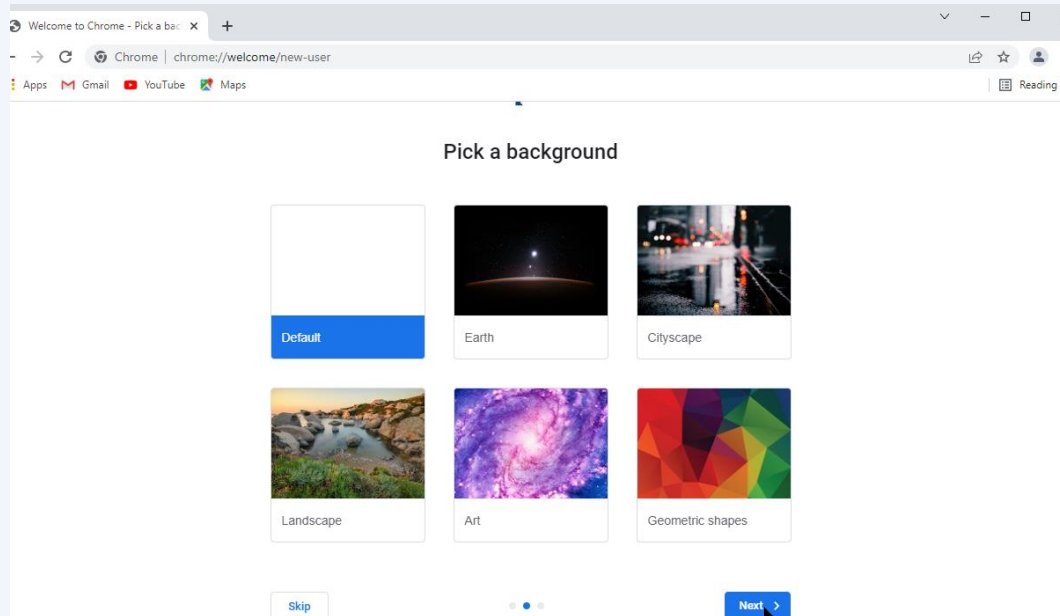 Welcome to Chrome - Pick a bac
Chrome | chrome://welcome/new-user
Apps Gmail YouTube Maps Reading
Pick a background
Default Earth Cityscape
Landscape Art Geometric shapes
Skip Next